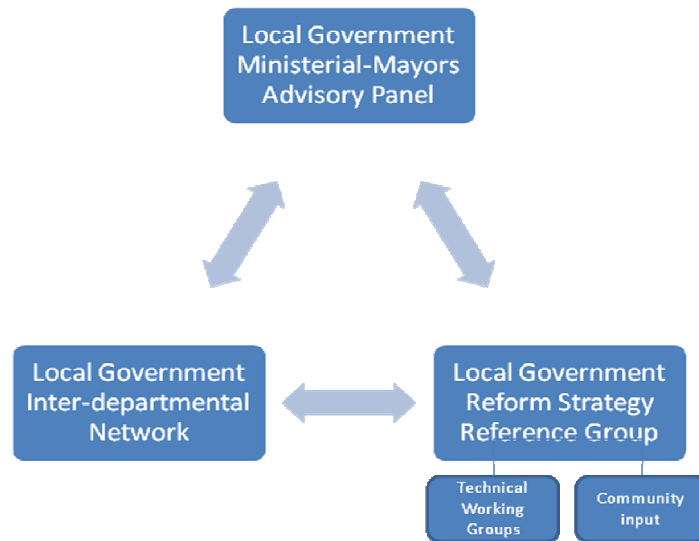 Local Government
Ministerial-Mayors
Advisory Panel
Local Government
Inter-departmental
Network
Local Government
Reform Strategy
Reference Group
Technical
Working
Groups
Community
input